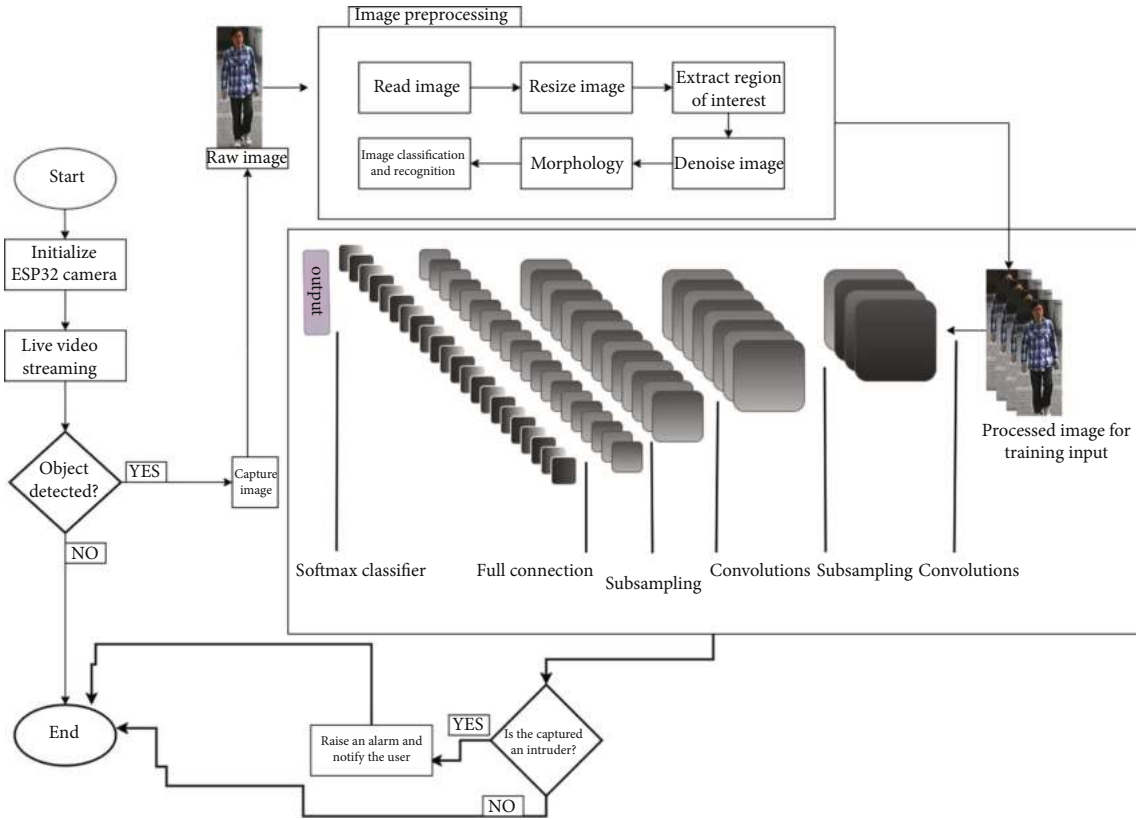 Image preprocessing
Read image
Resize image
Extract region
of interest
Image classification
and recognition
Morphology
Denoise image
Raw image
Start
Initialize
ESP32 camera
Live video
streaming
Object
detected?
YES
Capture
image
NO
output
Processed image for
training input
Softmax classifier
Full connection
Subsampling
Convolutions
Subsampling
Convolutions
Is the captured
an intruder?
YES
Raise an alarm and
notify the user
NO
End